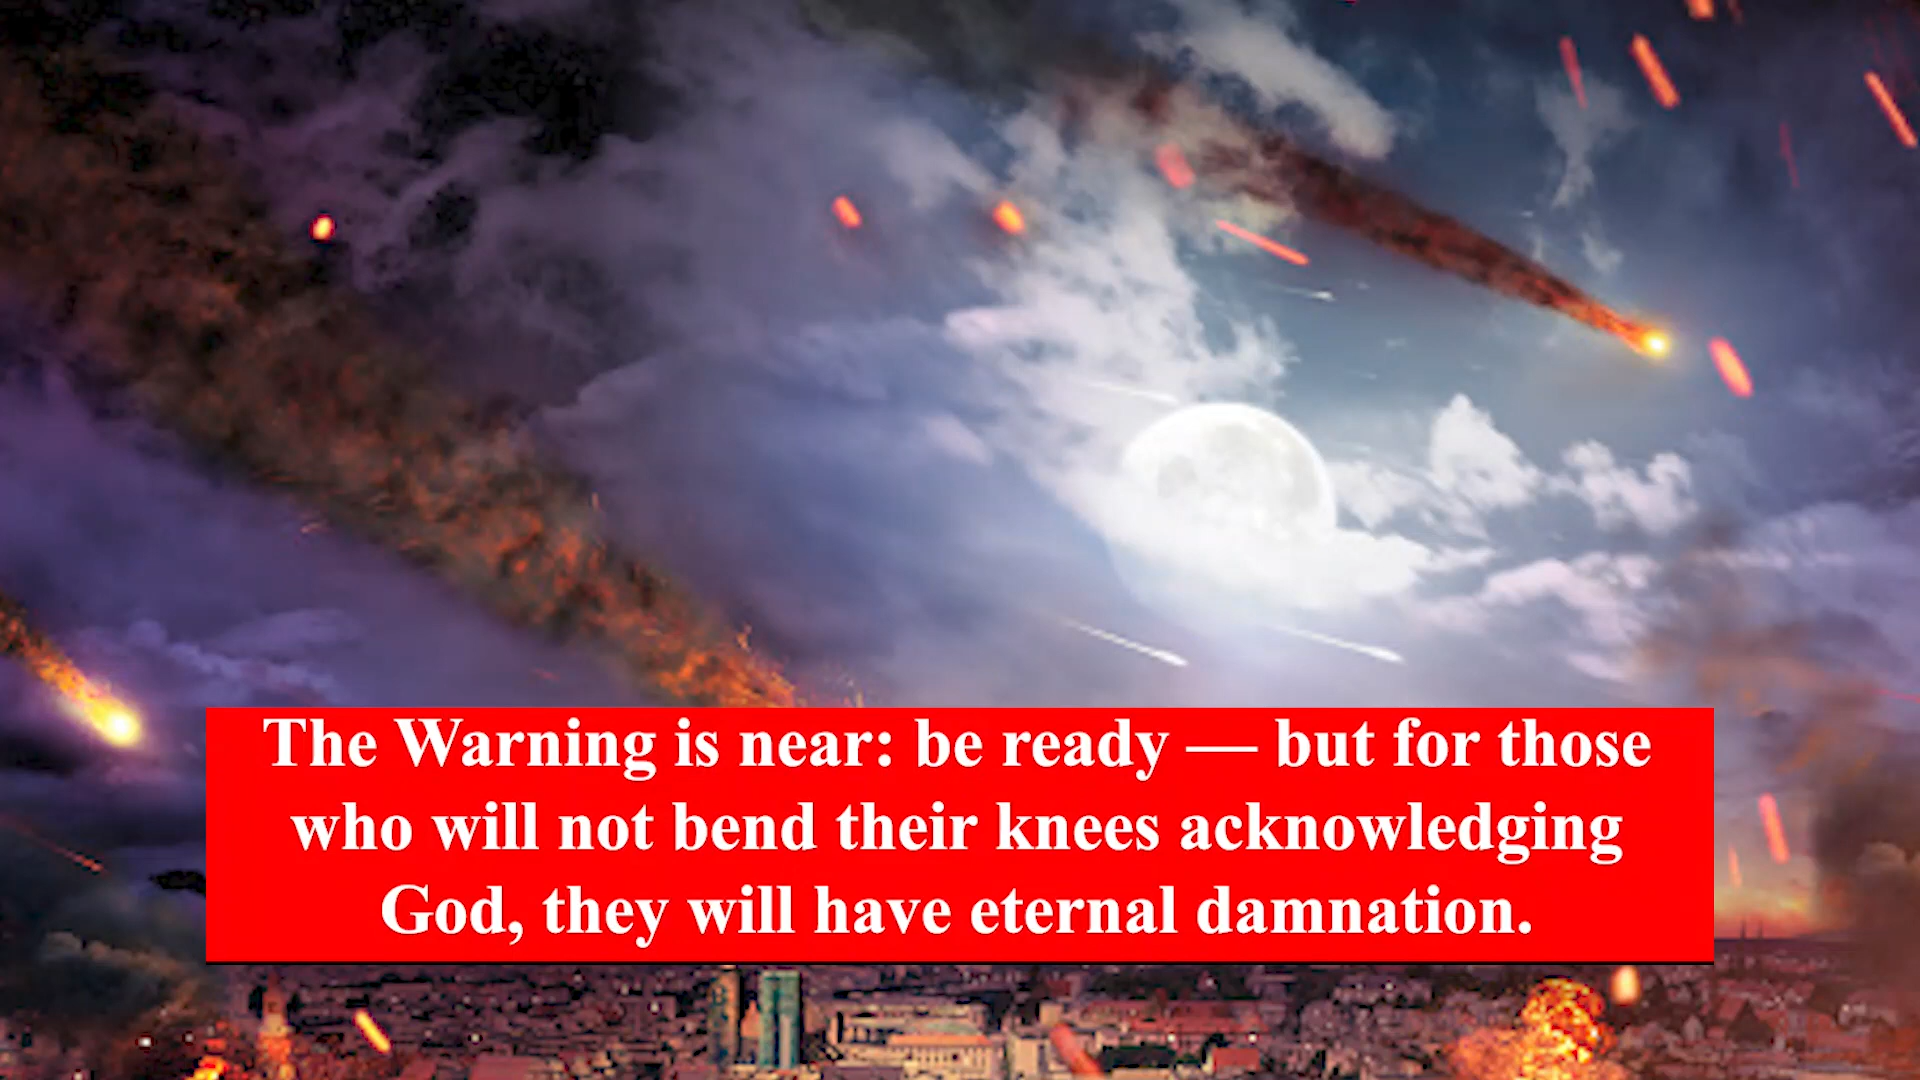 The Warning is near: be ready — but for those
who will not bend their knees acknowledging
God, they will have eternal damnation.